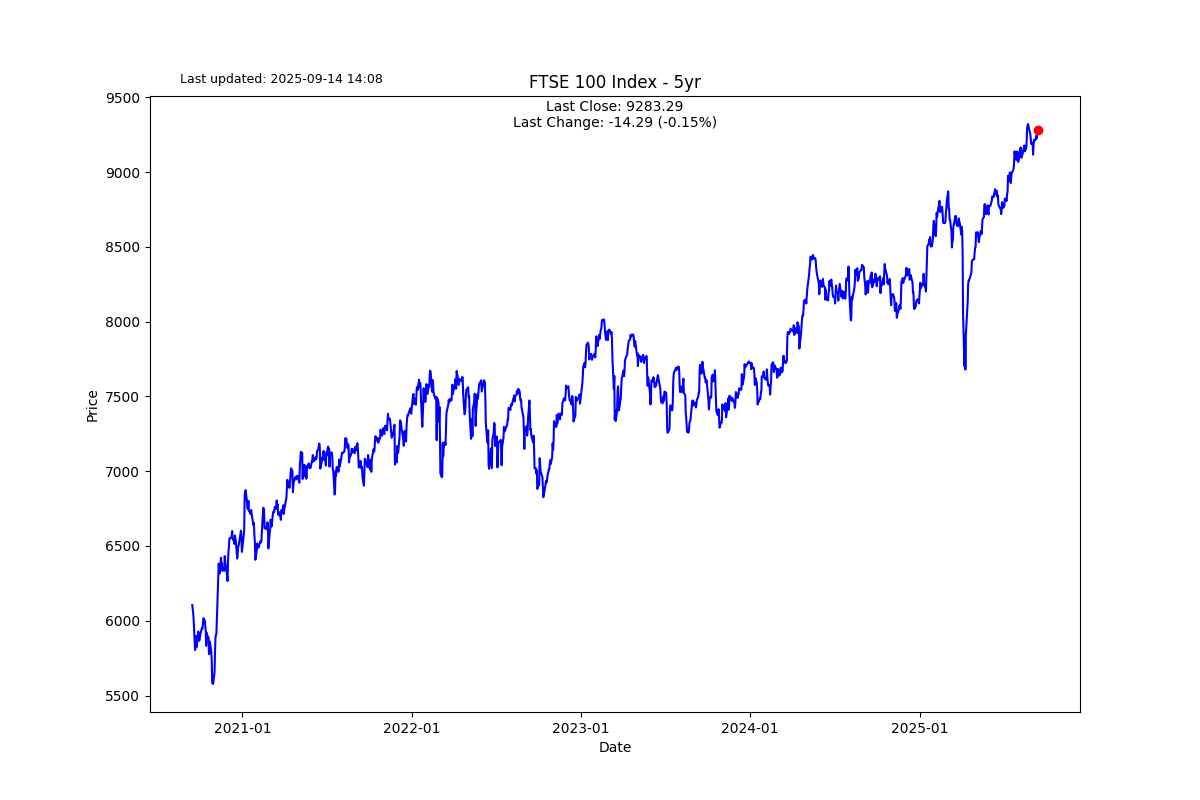 Last updated: 2025-09-14 14:08
FTSE 100 Index - 5yr
Last Close: 9283.29
Last Change: -14.29 (-0.15%)
9500
9000
8500
8000
7500
7000
6500
6000
5500
Price
2021-01
2022-01
2023-01
2024-01
2025-01
Date